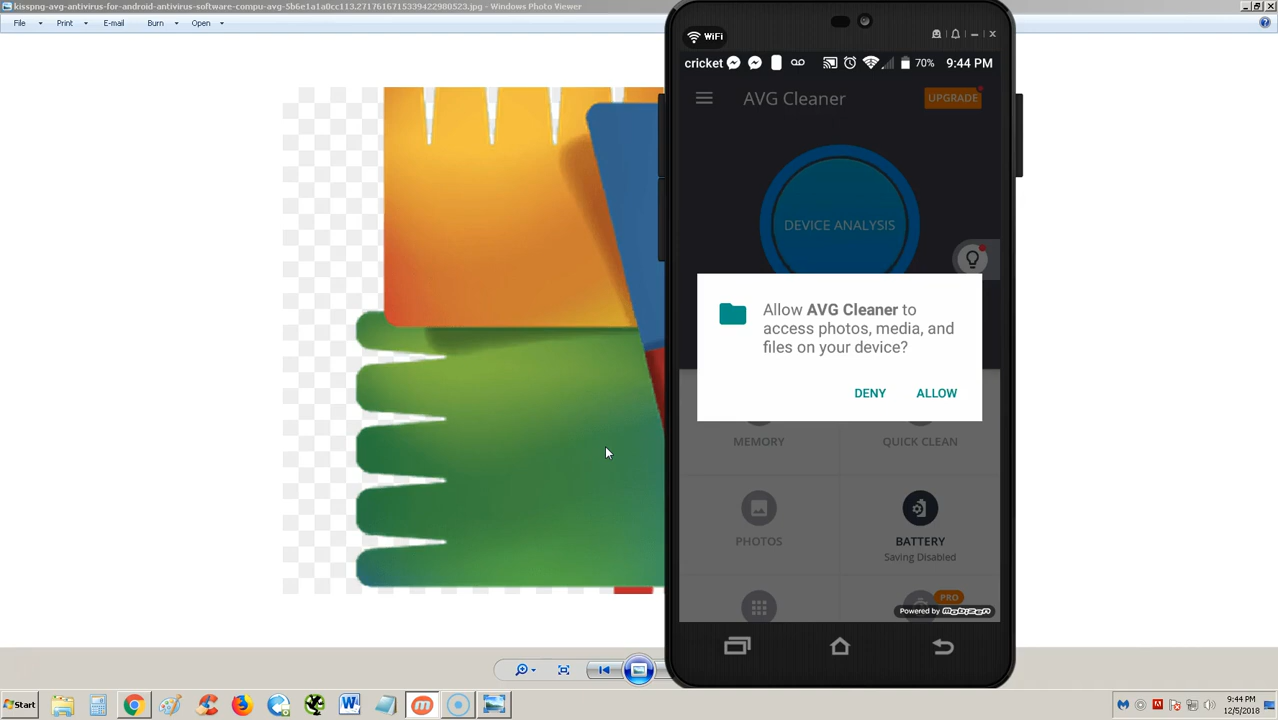 kisspng-avg-antivirus-for-android-antivirus-software-compu-avg-5b6e1a1a0cc113.2717616715339422980523.jpg - Windows Photo Viewer
File Print E-mail Burn Open
WiFi
cricket 70% 9:44 PM
AVG Cleaner UPGRADE
DEVICE ANALYSIS
Allow AVG Cleaner to
access photos, media, and
files on your device?
DENY ALLOW
MEMORY QUICK CLEAN
PHOTOS BATTERY
Saving Disabled
PRO
Powered by mobizen
Start
9:44 PM
12/5/2018